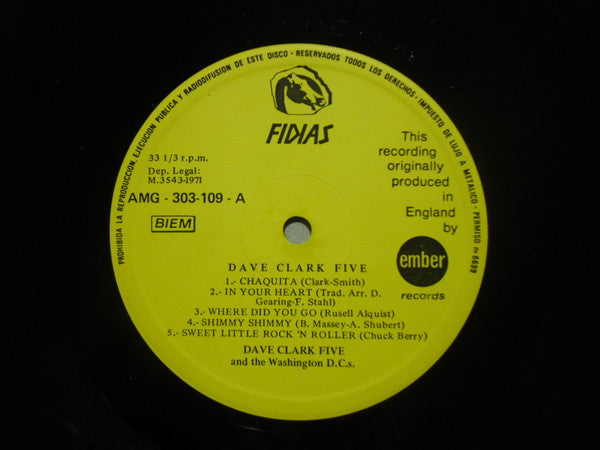 PROHIBIDA LA REPRODUCCION, EJECUCION PUBLICA Y RADIODIFUSION DE ESTE DISCO · RESERVADOS TODOS LOS DERECHOS · IMPUESTO DE LUJO A METALICO · PERMISO nº 6699
FIDIAS
33 1/3 r.p.m.
Dep. Legal:
M.3543-1971
AMG - 303-109 - A
BIEM
This
recording
originally
produced
in
England
by
ember
records
DAVE CLARK FIVE
1.- CHAQUITA (Clark-Smith)
2.- IN YOUR HEART (Trad. Arr. D.
Gearing-F. Stahl)
3.- WHERE DID YOU GO (Rusell Alquist)
4.- SHIMMY SHIMMY (B. Massey-A. Shubert)
5.- SWEET LITTLE ROCK 'N ROLLER (Chuck Berry)
DAVE CLARK FIVE
and the Washington D.C.s.